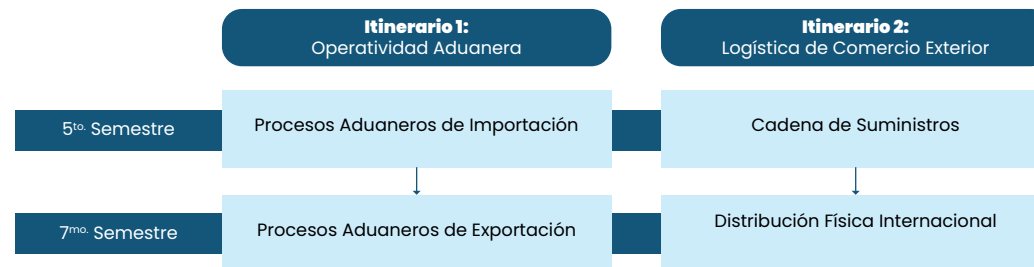 Itinerario 1:
Operatividad Aduanera
Itinerario 2:
Logística de Comercio Exterior
5to. Semestre
Procesos Aduaneros de Importación
Cadena de Suministros
7mo. Semestre
Procesos Aduaneros de Exportación
Distribución Física Internacional